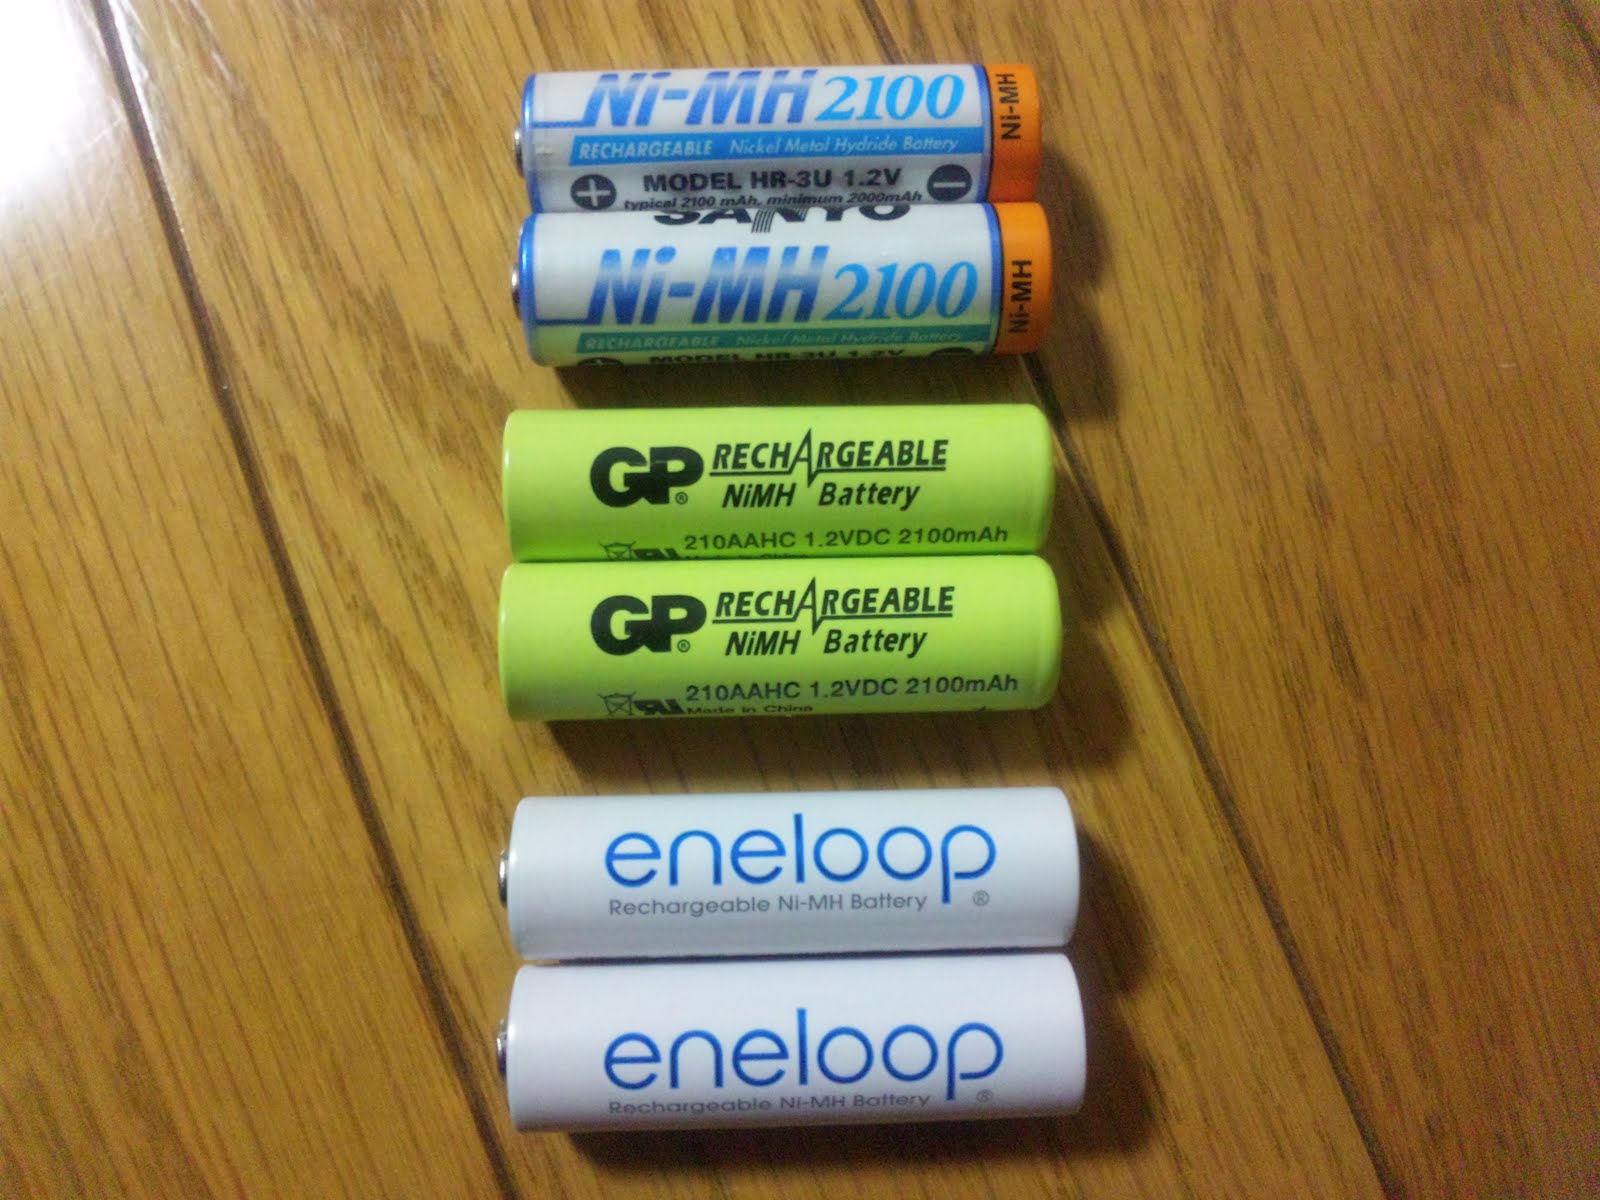 Ni-MH 2100
Ni-MH
RECHARGEABLE Nickel Metal Hydride Battery
+ MODEL HR-3U 1.2V −
typical 2100 mAh, minimum 2000mAh
SANYO
Ni-MH 2100
Ni-MH
RECHARGEABLE Nickel Metal Hydride Battery
MODEL HR-3U 1.2V
GP® RECHARGEABLE
NiMH Battery
210AAHC 1.2VDC 2100mAh
Made in China
GP® RECHARGEABLE
NiMH Battery
210AAHC 1.2VDC 2100mAh
Made in China
eneloop®
Rechargeable Ni-MH Battery
eneloop®
Rechargeable Ni-MH Battery